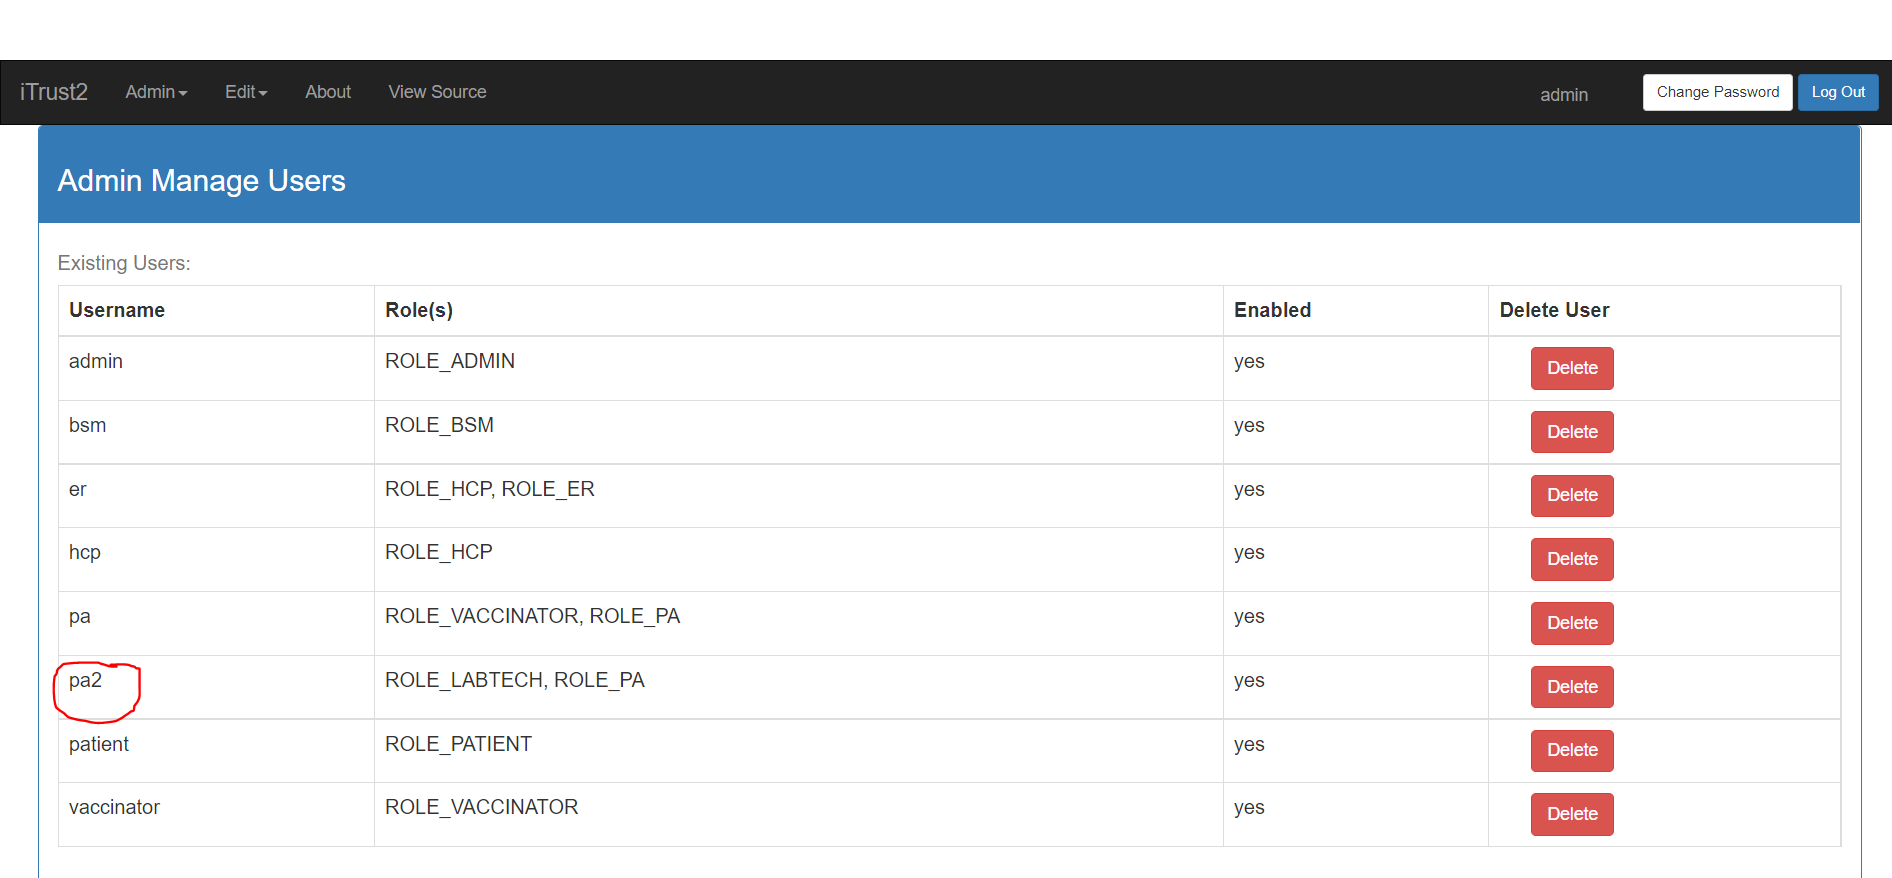 iTrust2 Admin Edit About View Source admin Change Password Log Out
Admin Manage Users
Existing Users:
Username Role(s) Enabled Delete User
admin ROLE_ADMIN yes Delete
bsm ROLE_BSM yes Delete
er ROLE_HCP, ROLE_ER yes Delete
hcp ROLE_HCP yes Delete
pa ROLE_VACCINATOR, ROLE_PA yes Delete
pa2 ROLE_LABTECH, ROLE_PA yes Delete
patient ROLE_PATIENT yes Delete
vaccinator ROLE_VACCINATOR yes Delete